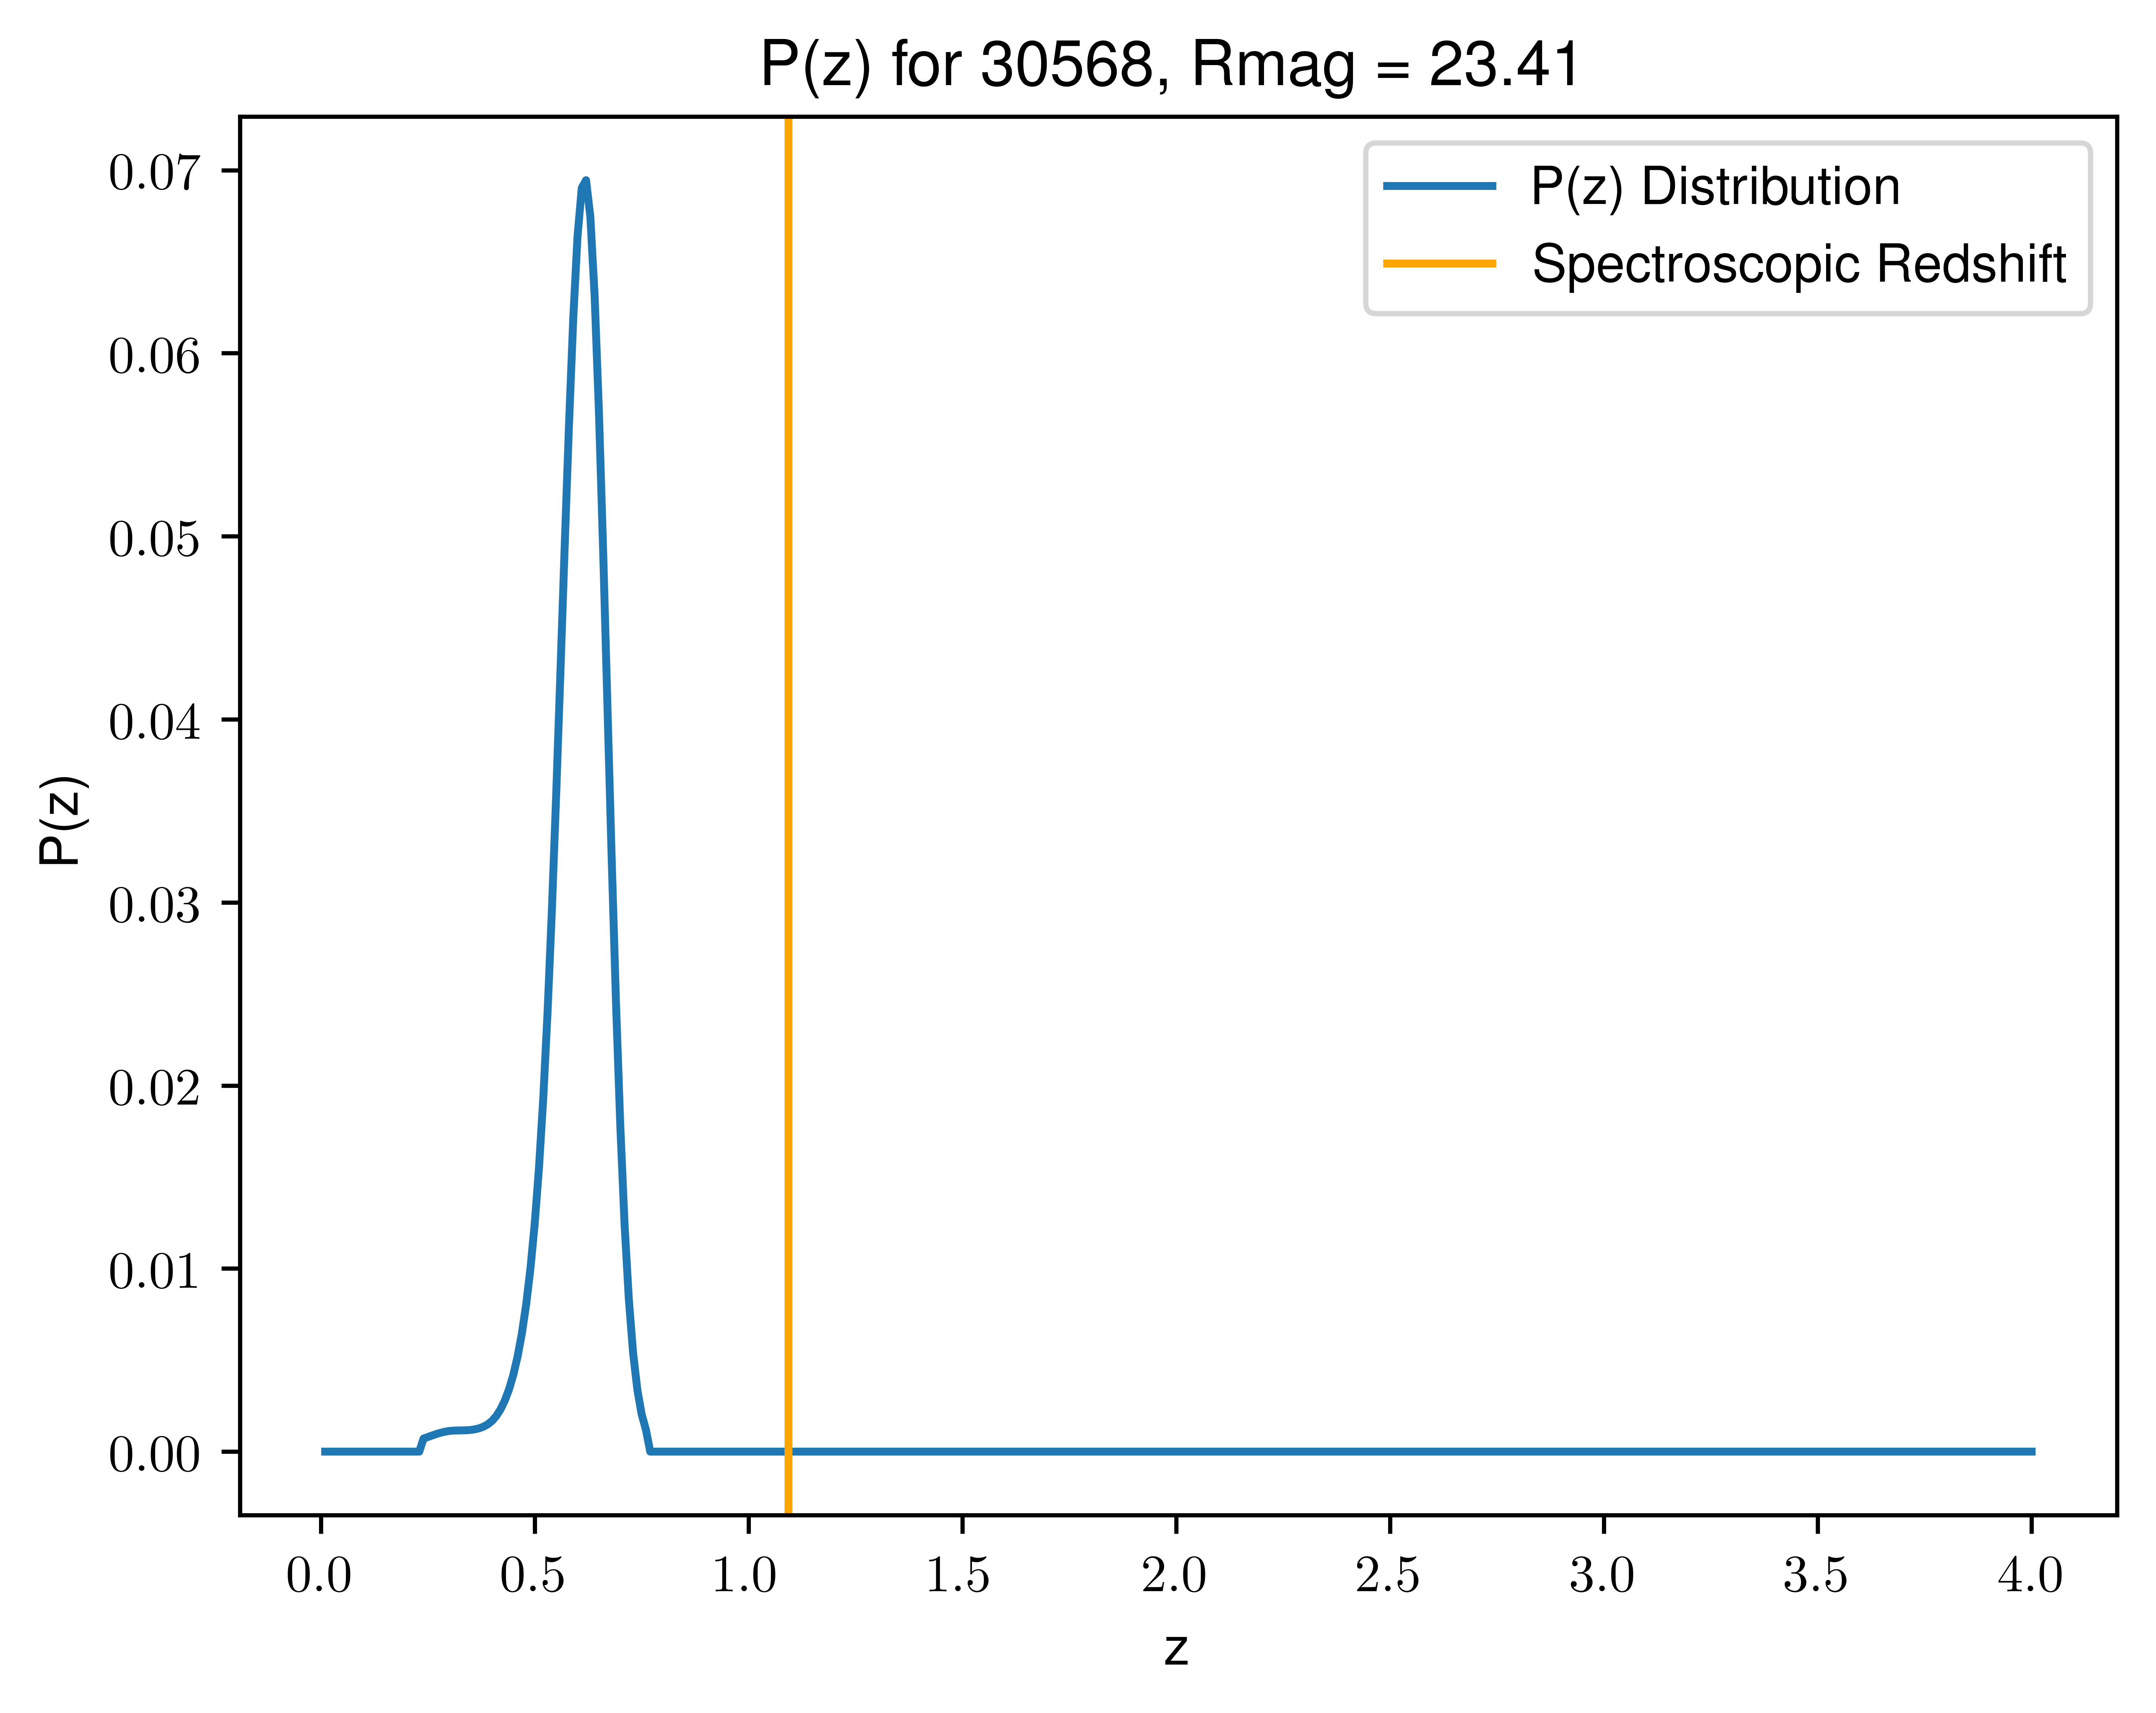 P(z) for 30568, Rmag = 23.41
P(z) Distribution
Spectroscopic Redshift
0.07
0.06
0.05
0.04
0.03
0.02
0.01
0.00
P(z)
0.0 0.5 1.0 1.5 2.0 2.5 3.0 3.5 4.0
z